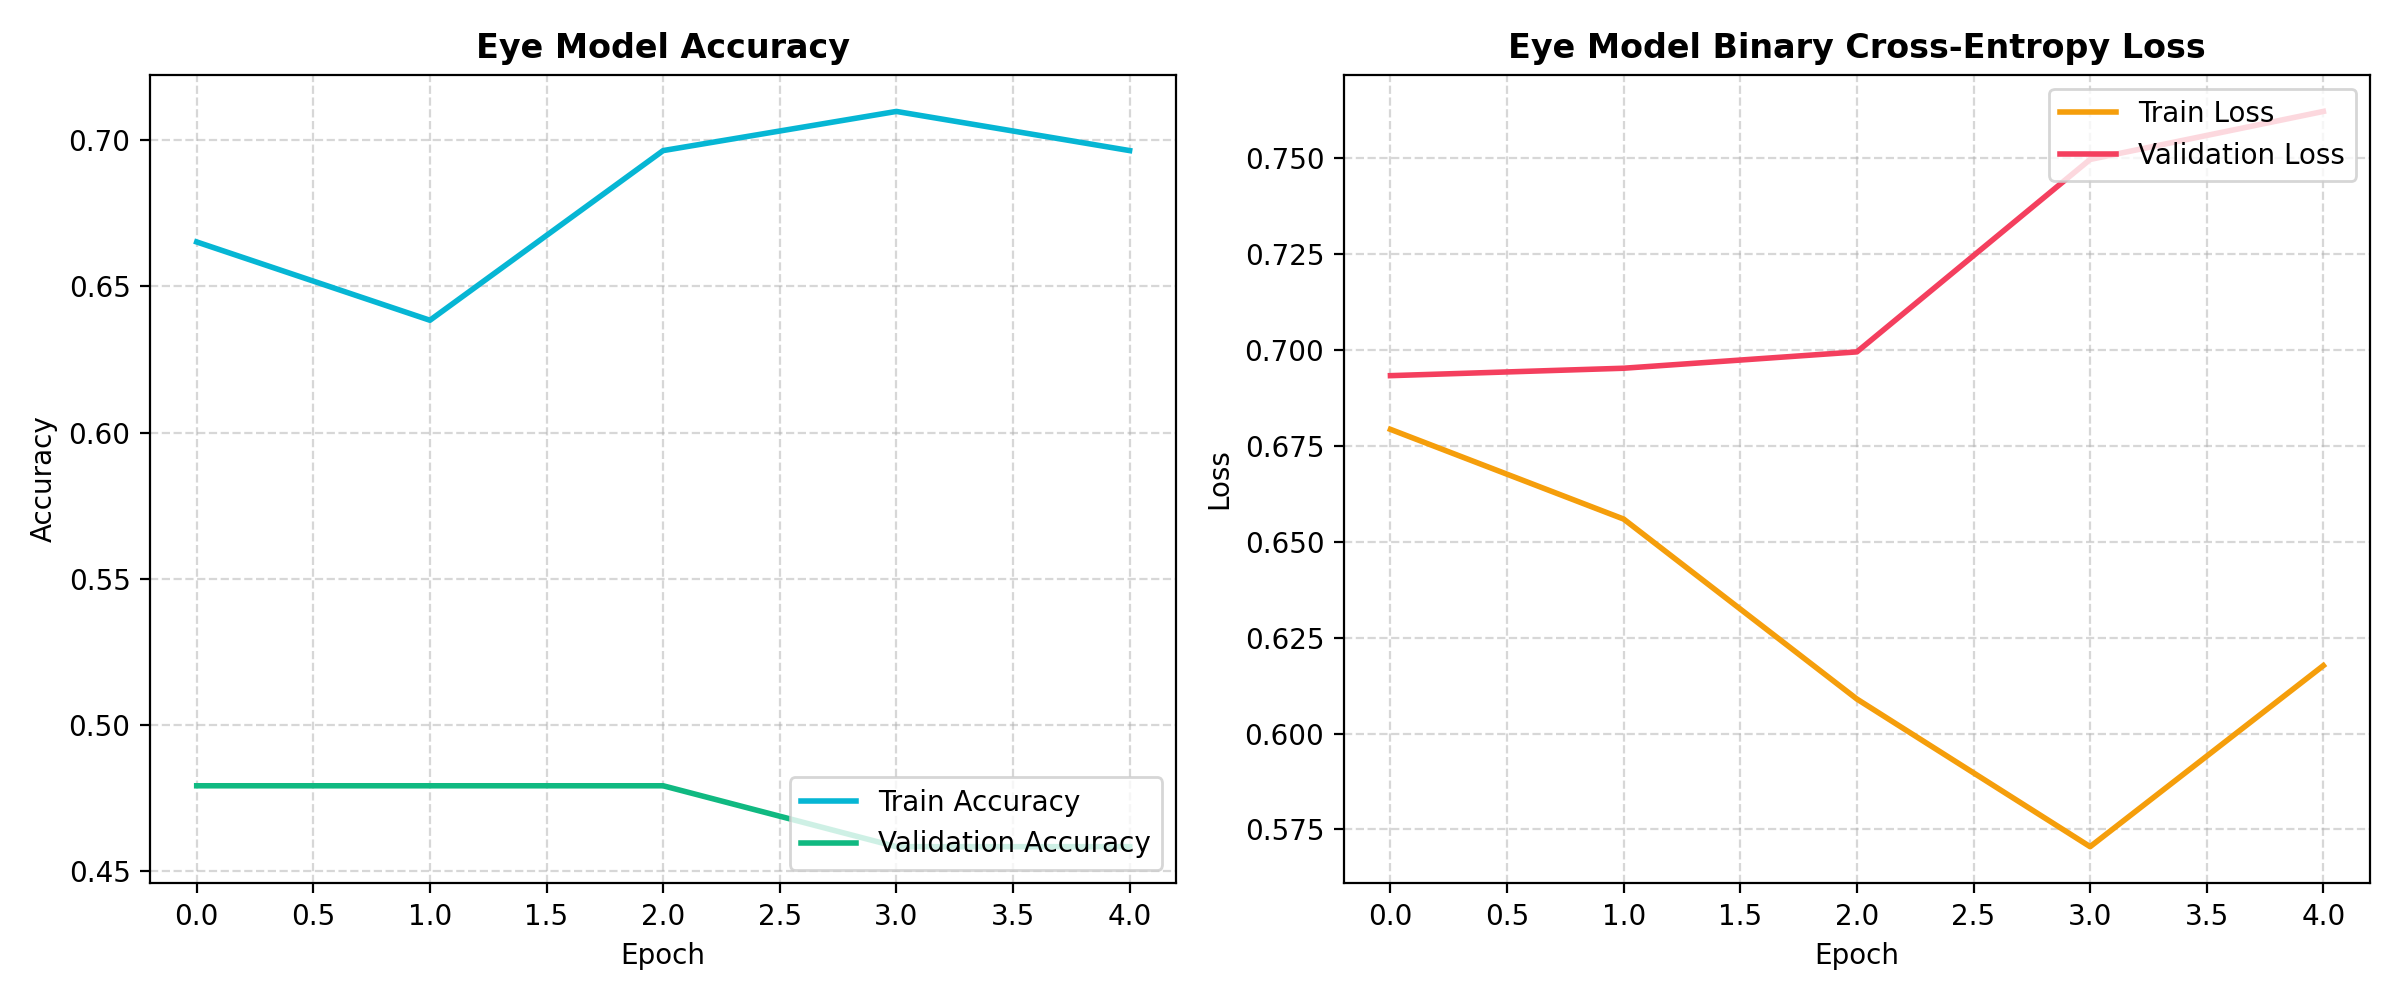 Eye Model Accuracy
Accuracy
0.70
0.65
0.60
0.55
0.50
0.45
Train Accuracy
Validation Accuracy
0.0 0.5 1.0 1.5 2.0 2.5 3.0 3.5 4.0
Epoch
Eye Model Binary Cross-Entropy Loss
Loss
0.750
0.725
0.700
0.675
0.650
0.625
0.600
0.575
Train Loss
Validation Loss
0.0 0.5 1.0 1.5 2.0 2.5 3.0 3.5 4.0
Epoch